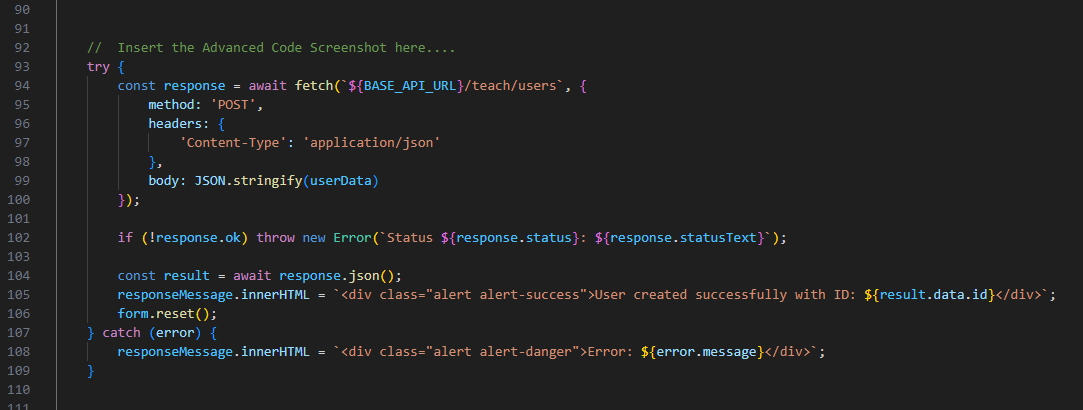 90
91
92 //  Insert the Advanced Code Screenshot here....
93 try {
94     const response = await fetch(`${BASE_API_URL}/teach/users`, {
95         method: 'POST',
96         headers: {
97             'Content-Type': 'application/json'
98         },
99         body: JSON.stringify(userData)
100     });
101
102     if (!response.ok) throw new Error(`Status ${response.status}: ${response.statusText}`);
103
104     const result = await response.json();
105     responseMessage.innerHTML = `<div class="alert alert-success">User created successfully with ID: ${result.data.id}</div>`;
106     form.reset();
107 } catch (error) {
108     responseMessage.innerHTML = `<div class="alert alert-danger">Error: ${error.message}</div>`;
109 }
110
111